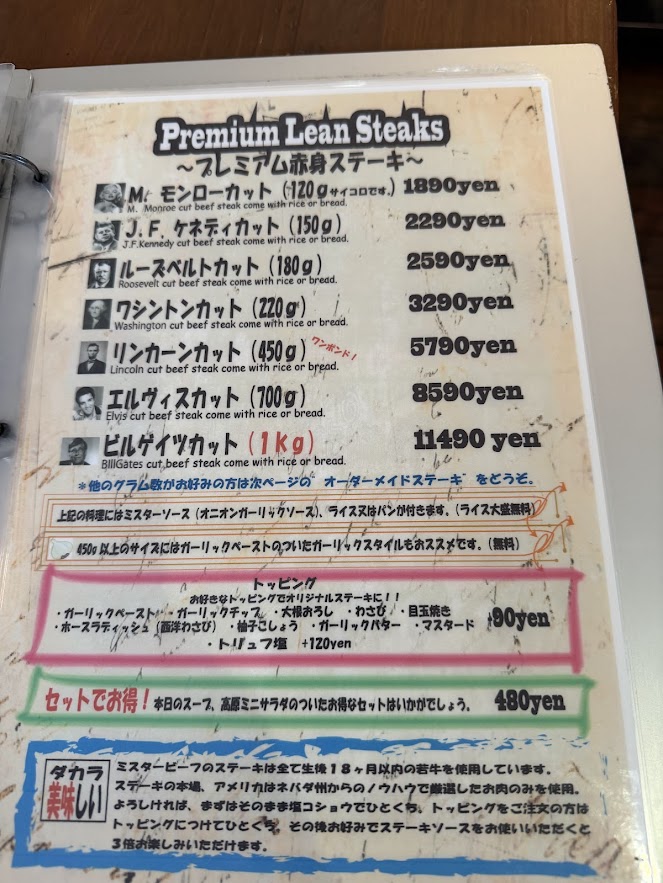 Premium Lean Steaks
～プレミアム赤身ステーキ～
M. モンローカット（120gサイコロです。） 1890yen
M. Monroe cut beef steak come with rice or bread.
J.F. ケネディカット（150g） 2290yen
J.F.Kennedy cut beef steak come with rice or bread.
ルーズベルトカット（180g） 2590yen
Roosevelt cut beef steak come with rice or bread.
ワシントンカット（220g） 3290yen
Washington cut beef steak come with rice or bread.
リンカーンカット（450g） ワンポンド！ 5790yen
Lincoln cut beef steak come with rice or bread.
エルヴィスカット（700g） 8590yen
Elvis cut beef steak come with rice or bread.
ビルゲイツカット（1kg） 11490 yen
BillGates cut beef steak come with rice or bread.
＊他のグラム数がお好みの方は次ページの "オーダーメイドステーキ" をどうぞ。
上記の料理にはミスターソース（オニオンガーリックソース）、ライス又はパンが付きます。（ライス大盛無料）
450g以上のサイズにはガーリックペーストのついたガーリックスタイルもおススメです。（無料）
トッピング
お好きなトッピングでオリジナルステーキに！！
・ガーリックペースト ・ガーリックチップ ・大根おろし ・わさび ・目玉焼き
・ホースラディッシュ（西洋わさび） ・柚子こしょう ・ガーリックバター ・マスタード
+90yen
・トリュフ塩 +120yen
セットでお得！本日のスープ、高原ミニサラダのついたお得なセットはいかがでしょう。 480yen
ダカラ
美味しい
ミスタービーフのステーキは全て生後１８ヶ月以内の若牛を使用しています。
ステーキの本場、アメリカはネバダ州からのノウハウで厳選したお肉のみを使用。
よろしければ、まずはそのまま塩コショウでひとくち、トッピングをご注文の方は
トッピングにつけてひとくち、その後お好みでステーキソースをお使いいただくと
３倍お楽しみいただけます。